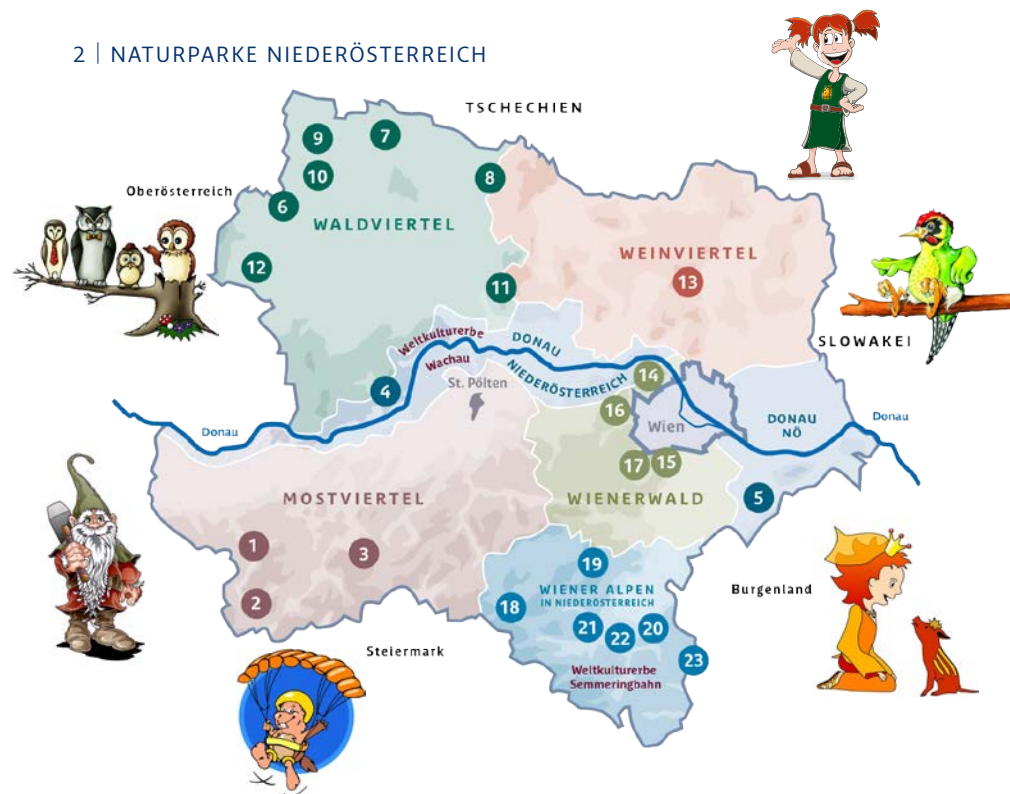 2 | NATURPARKE NIEDERÖSTERREICH
TSCHECHIEN
9
7
10
8
Oberösterreich
6
WALDVIERTEL
WEINVIERTEL
12
11
13
SLOWAKEI
Weltkulturerbe
Wachau
DONAU
NIEDERÖSTERREICH
14
4
St. Pölten
16
Wien
DONAU
NÖ
Donau
Donau
17
15
MOSTVIERTEL
WIENERWALD
5
1
3
19
2
18
WIENER ALPEN
IN NIEDERÖSTERREICH
Burgenland
21
22
20
Steiermark
23
Weltkulturerbe
Semmeringbahn